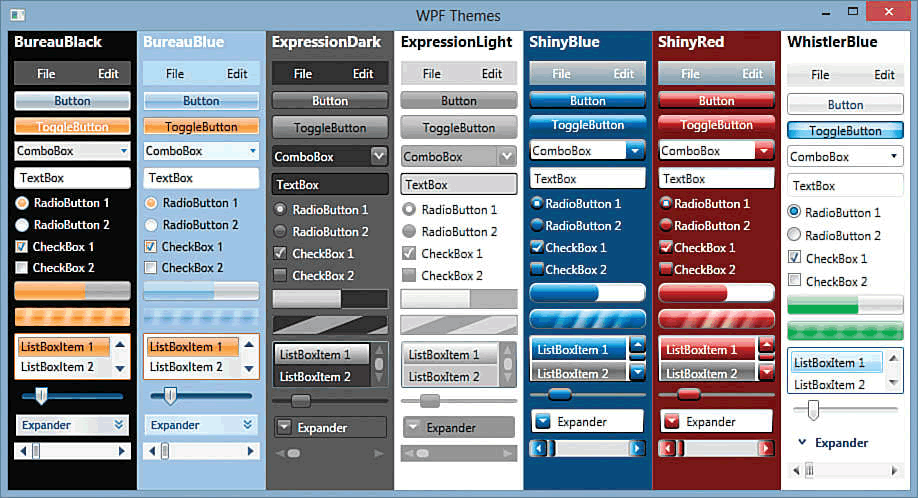 WPF Themes
BureauBlack
File Edit
Button
ToggleButton
ComboBox
TextBox
RadioButton 1
RadioButton 2
CheckBox 1
CheckBox 2
ListBoxItem 1
ListBoxItem 2
Expander
BureauBlue
File Edit
Button
ToggleButton
ComboBox
TextBox
RadioButton 1
RadioButton 2
CheckBox 1
CheckBox 2
ListBoxItem 1
ListBoxItem 2
Expander
ExpressionDark
File Edit
Button
ToggleButton
ComboBox
TextBox
RadioButton 1
RadioButton 2
CheckBox 1
CheckBox 2
ListBoxItem 1
ListBoxItem 2
Expander
ExpressionLight
File Edit
Button
ToggleButton
ComboBox
TextBox
RadioButton 1
RadioButton 2
CheckBox 1
CheckBox 2
ListBoxItem 1
ListBoxItem 2
Expander
ShinyBlue
File Edit
Button
ToggleButton
ComboBox
TextBox
RadioButton 1
RadioButton 2
CheckBox 1
CheckBox 2
ListBoxItem 1
ListBoxItem 2
Expander
ShinyRed
File Edit
Button
ToggleButton
ComboBox
TextBox
RadioButton 1
RadioButton 2
CheckBox 1
CheckBox 2
ListBoxItem 1
ListBoxItem 2
Expander
WhistlerBlue
File Edit
Button
ToggleButton
ComboBox
TextBox
RadioButton 1
RadioButton 2
CheckBox 1
CheckBox 2
ListBoxItem 1
ListBoxItem 2
Expander